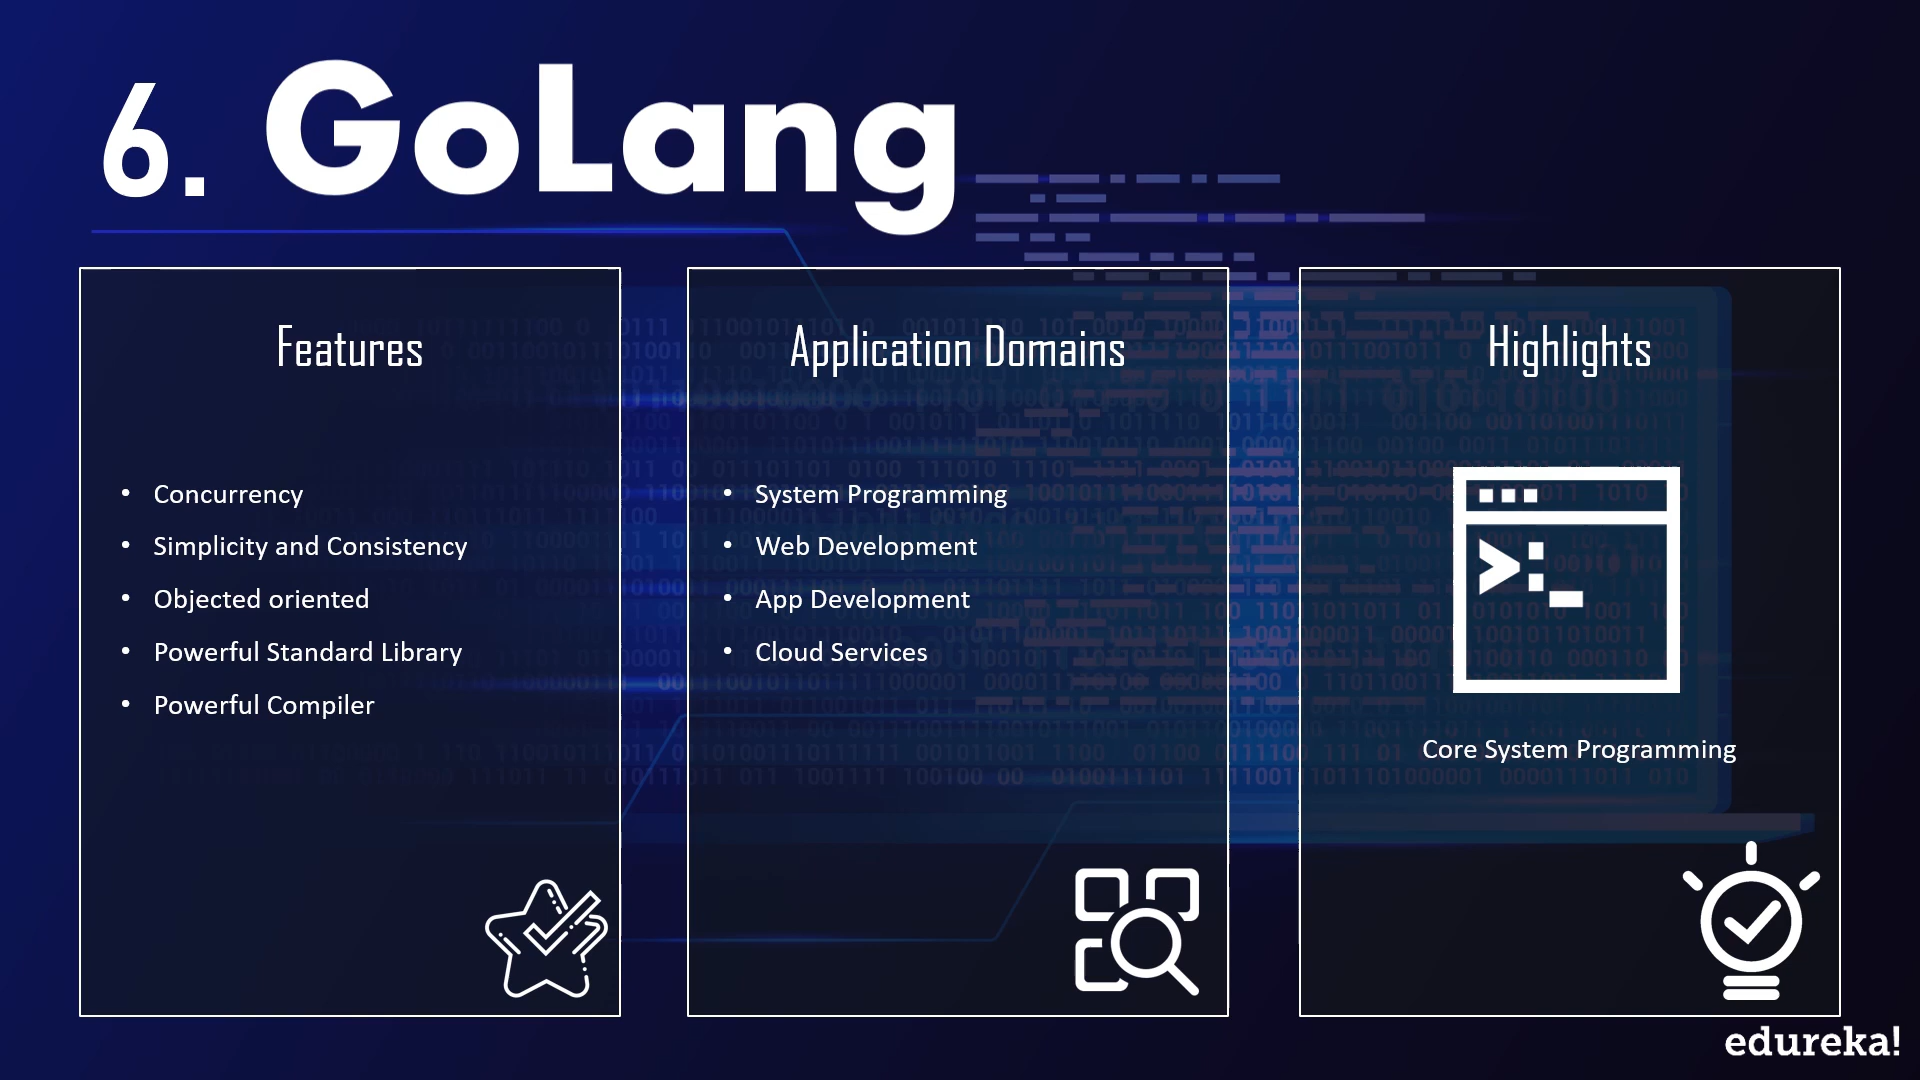 6. GoLang
Features
• Concurrency
• Simplicity and Consistency
• Objected oriented
• Powerful Standard Library
• Powerful Compiler
Application Domains
• System Programming
• Web Development
• App Development
• Cloud Services
Highlights
Core System Programming
edureka!